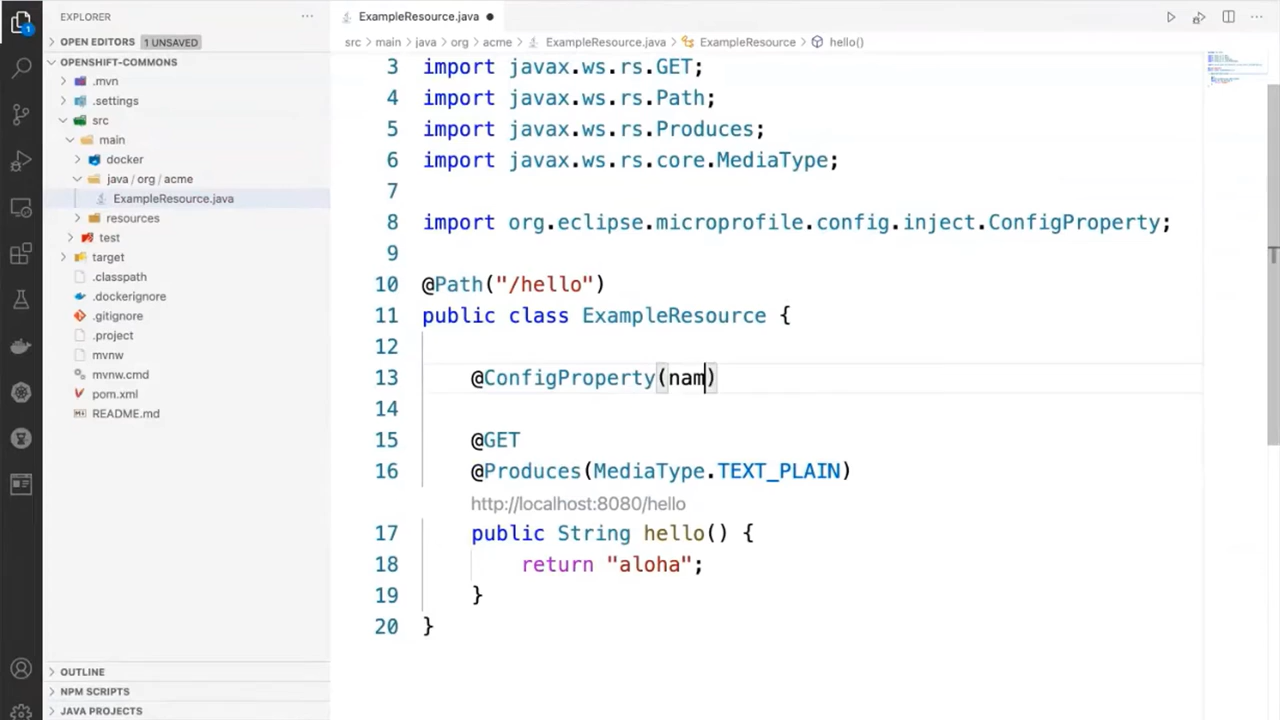 EXPLORER
ExampleResource.java
OPEN EDITORS 1 UNSAVED
src main java org acme ExampleResource.java ExampleResource hello()
OPENSHIFT-COMMONS
.mvn
.settings
src
main
docker
java / org / acme
ExampleResource.java
resources
test
target
.classpath
.dockerignore
.gitignore
.project
mvnw
mvnw.cmd
pom.xml
README.md
OUTLINE
NPM SCRIPTS
JAVA PROJECTS
1
3 import javax.ws.rs.GET;
4 import javax.ws.rs.Path;
5 import javax.ws.rs.Produces;
6 import javax.ws.rs.core.MediaType;
7
8 import org.eclipse.microprofile.config.inject.ConfigProperty;
9
10 @Path("/hello")
11 public class ExampleResource {
12
13 @ConfigProperty(nam)
14
15 @GET
16 @Produces(MediaType.TEXT_PLAIN)
http://localhost:8080/hello
17 public String hello() {
18 return "aloha";
19 }
20 }